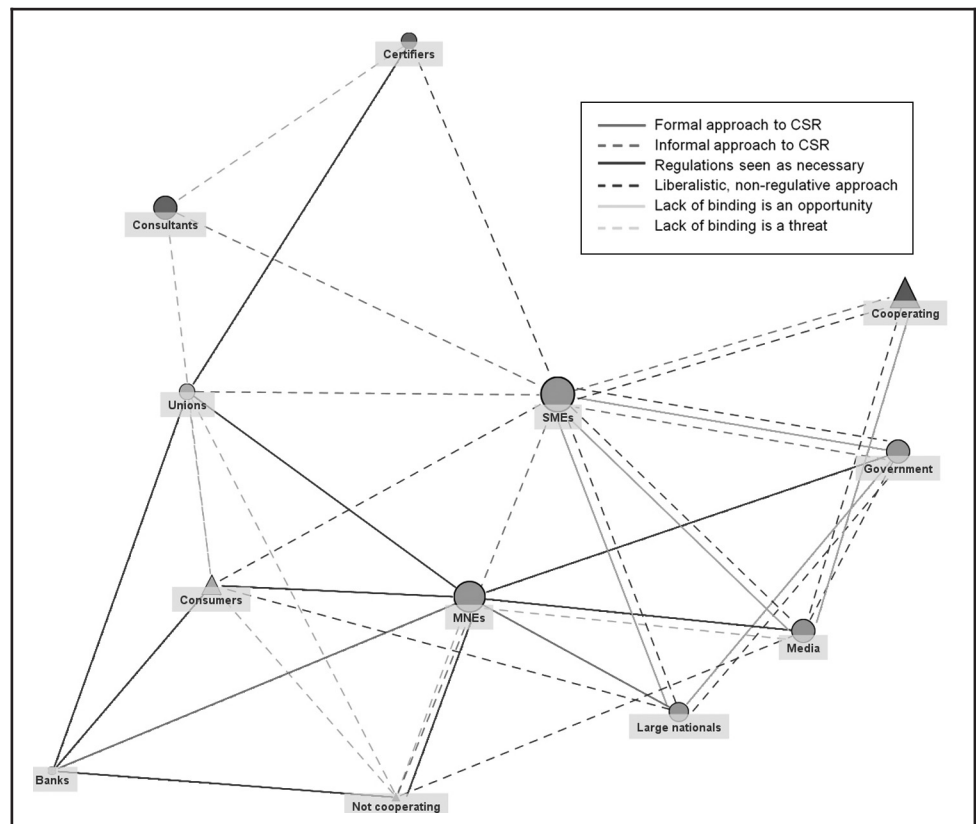 Certifiers
Formal approach to CSR
Informal approach to CSR
Regulations seen as necessary
Liberalistic, non-regulative approach
Lack of binding is an opportunity
Lack of binding is a threat
Consultants
Cooperating
Unions
SMEs
Government
Consumers
MNEs
Media
Large nationals
Banks
Not cooperating